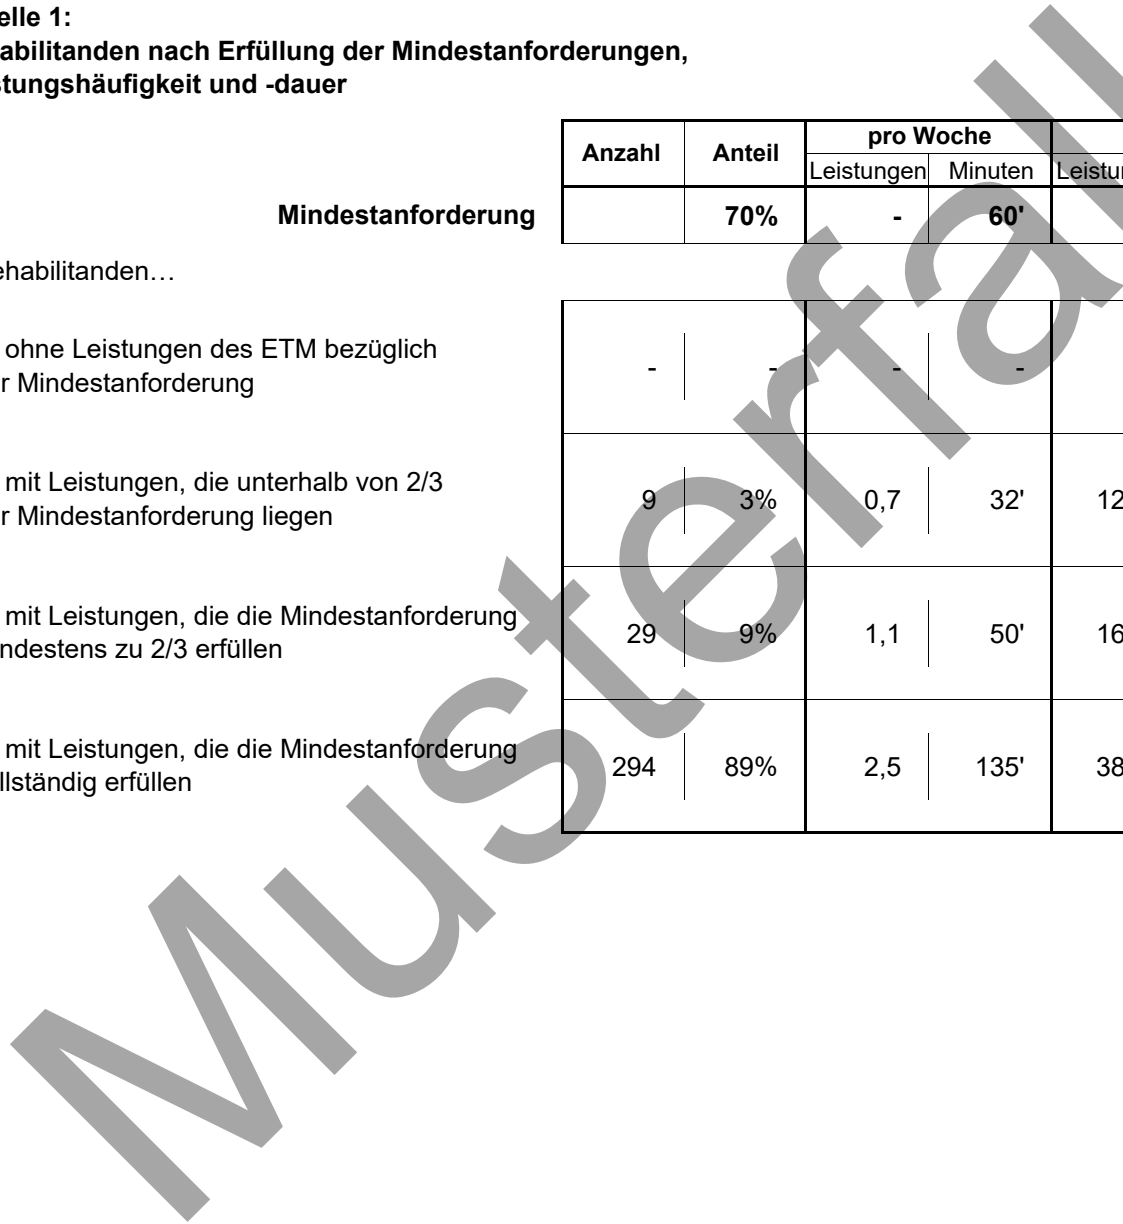 elle 1:
abilitanden nach Erfüllung der Mindestanforderungen,
stungshäufigkeit und -dauer
Anzahl Anteil pro Woche
Leistungen Minuten Leistu
Mindestanforderung 70% - 60'
ehabilitanden…
ohne Leistungen des ETM bezüglich
r Mindestanforderung
- - - -
mit Leistungen, die unterhalb von 2/3
r Mindestanforderung liegen
9 3% 0,7 32' 12
mit Leistungen, die die Mindestanforderung
ndestens zu 2/3 erfüllen
29 9% 1,1 50' 16
mit Leistungen, die die Mindestanforderung
llständig erfüllen
294 89% 2,5 135' 38
Musterfall